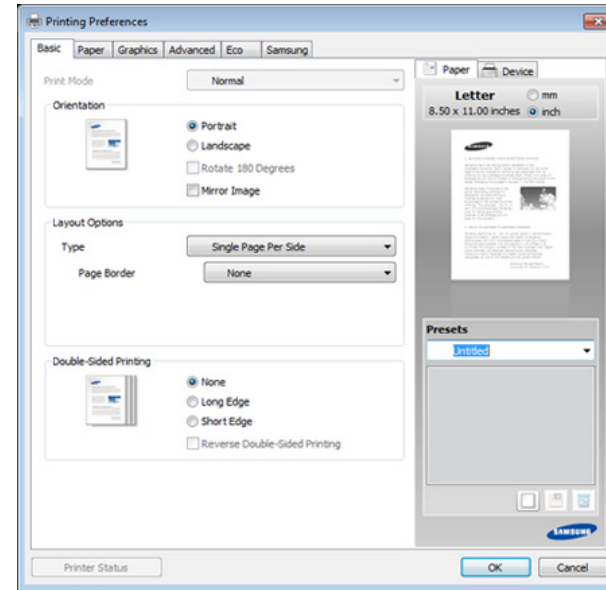 Printing Preferences
Basic Paper Graphics Advanced Eco Samsung
Print Mode Normal
Orientation
Portrait
Landscape
Rotate 180 Degrees
Mirror Image
Layout Options
Type Single Page Per Side
Page Border None
Double-Sided Printing
None
Long Edge
Short Edge
Reverse Double-Sided Printing
Printer Status
Paper Device
Letter mm
8.50 x 11.00 inches inch
Presets
Untitled
SAMSUNG
OK Cancel